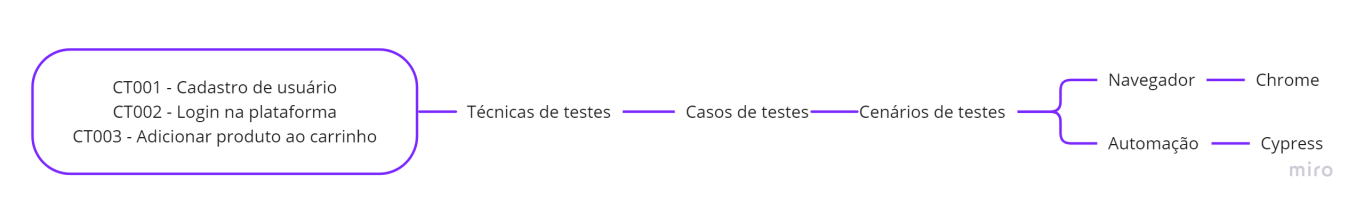 CT001 - Cadastro de usuário
CT002 - Login na plataforma
CT003 - Adicionar produto ao carrinho
Técnicas de testes
Casos de testes
Cenários de testes
Navegador
Chrome
Automação
Cypress
miro